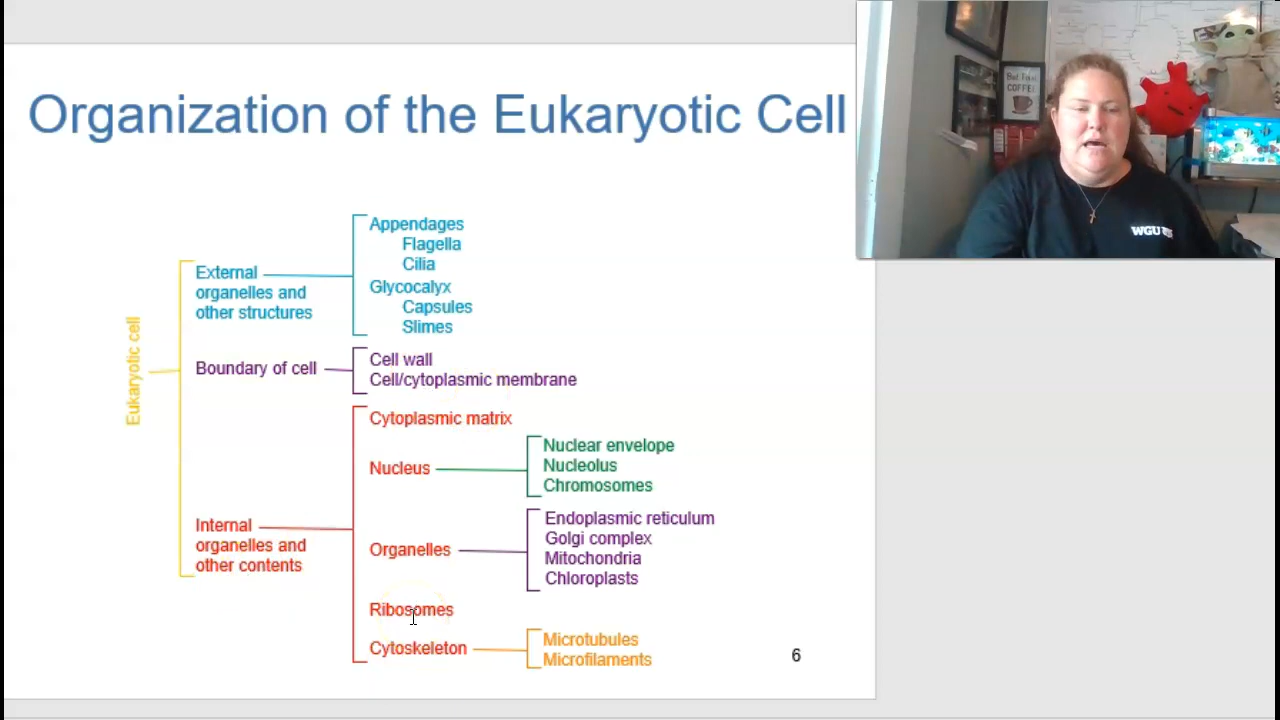 Organization of the Eukaryotic Cell
Eukaryotic cell
External
organelles and
other structures
Appendages
Flagella
Cilia
Glycocalyx
Capsules
Slimes
Boundary of cell
Cell wall
Cell/cytoplasmic membrane
Internal
organelles and
other contents
Cytoplasmic matrix
Nucleus
Nuclear envelope
Nucleolus
Chromosomes
Organelles
Endoplasmic reticulum
Golgi complex
Mitochondria
Chloroplasts
Ribosomes
Cytoskeleton
Microtubules
Microfilaments
6
COFFEE
WGU